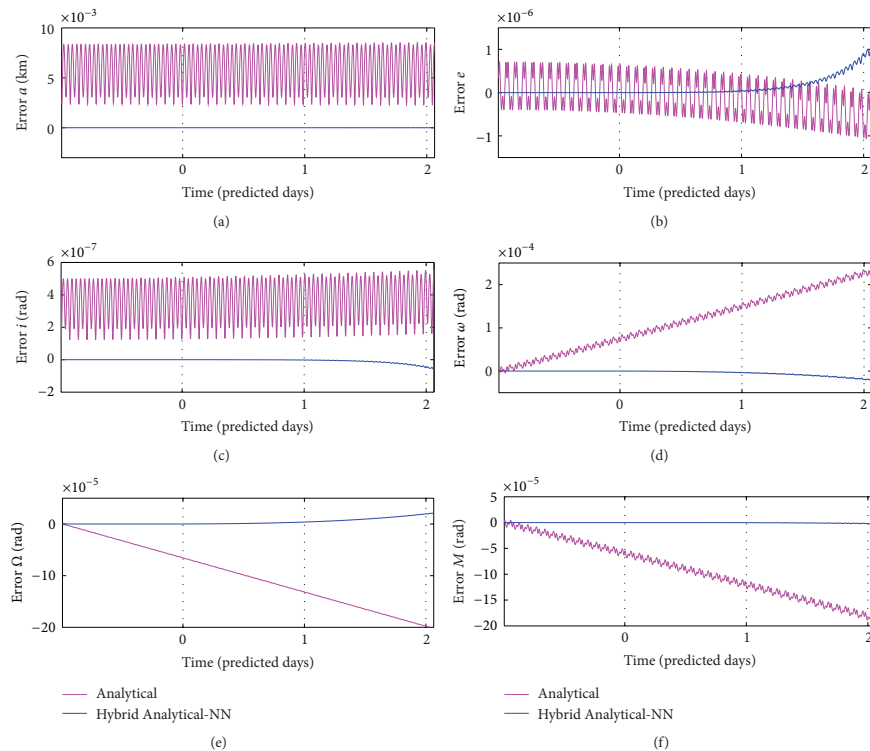 ×10⁻³
10
5
0
Error a (km)
0
1
2
Time (predicted days)
(a)
×10⁻⁶
1
0
−1
Error e
0
1
2
Time (predicted days)
(b)
×10⁻⁷
6
4
2
0
−2
Error i (rad)
0
1
2
Time (predicted days)
(c)
×10⁻⁴
2
1
0
Error ω (rad)
0
1
2
Time (predicted days)
(d)
×10⁻⁵
0
−10
−20
Error Ω (rad)
0
1
2
Time (predicted days)
Analytical
Hybrid Analytical-NN
(e)
×10⁻⁵
5
0
−5
−10
−15
−20
Error M (rad)
0
1
2
Time (predicted days)
Analytical
Hybrid Analytical-NN
(f)